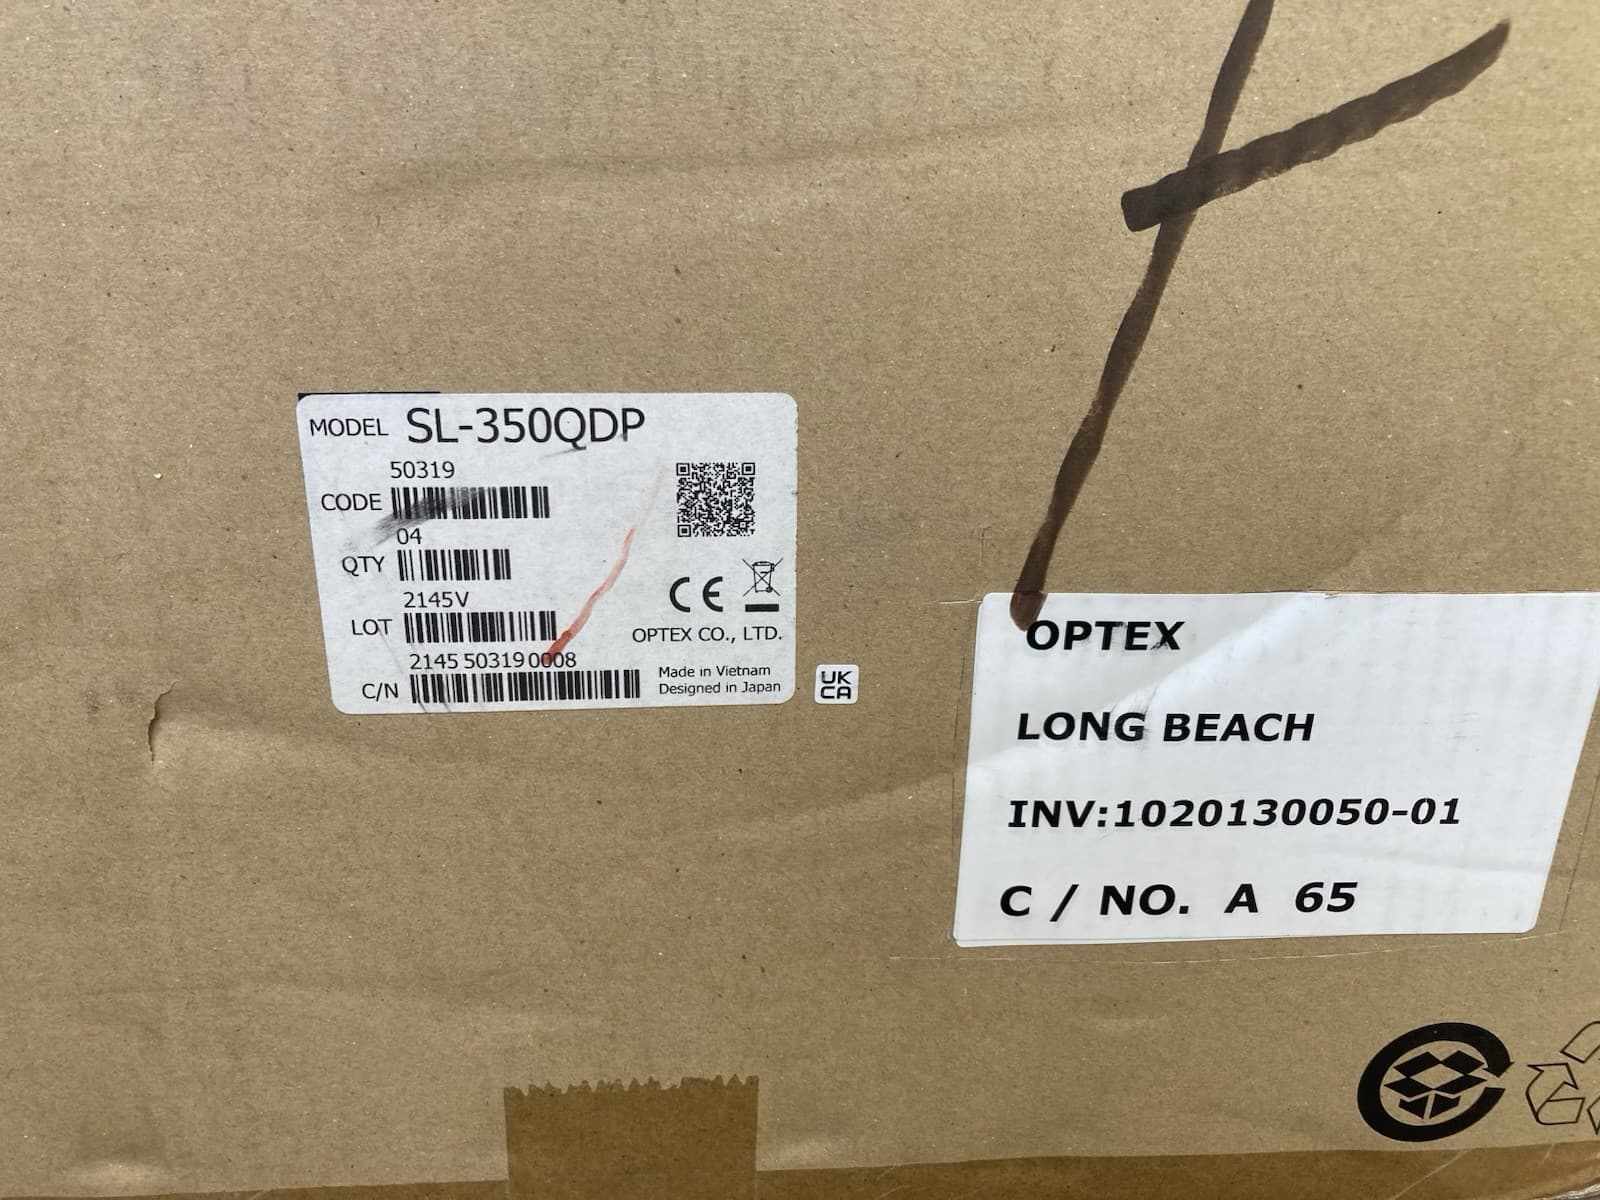 MODEL SL-350QDP
50319
CODE
04
QTY
2145V
LOT
2145 50319 0008
C/N
CE
OPTEX CO., LTD.
Made in Vietnam
Designed in Japan
UK
CA
OPTEX
LONG BEACH
INV:1020130050-01
C / NO. A 65